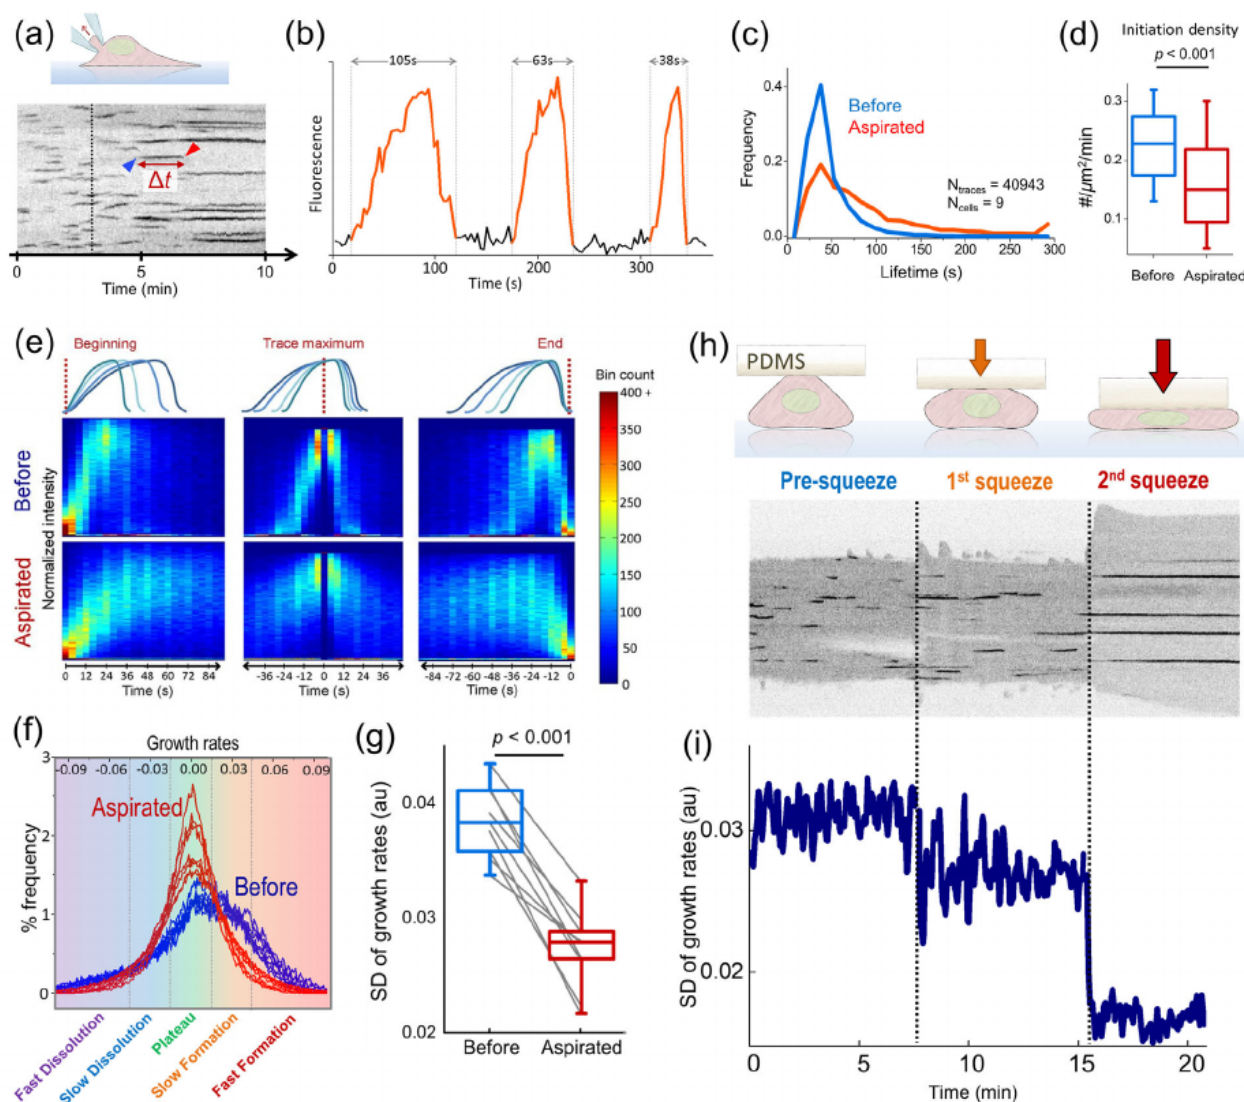 (a)
Δt
0 5 10
Time (min)
(b)
105s 63s 38s
Fluorescence
0 100 200 300
Time (s)
(c)
Before
Aspirated
Frequency
0.4
0.2
0.0
N traces = 40943
N cells = 9
0 50 100 150 200 250 300
Lifetime (s)
(d)
Initiation density
p < 0.001
#/μm²/min
0.3
0.2
0.1
Before Aspirated
(e)
Beginning Trace maximum End
Bin count
400 +
350
300
250
200
150
100
50
0
Before
Aspirated
Normalized intensity
0 12 24 36 48 60 72 84
Time (s)
-36 -24 -12 0 12 24 36
Time (s)
-84 -72 -60 -48 -36 -24 -12 0
Time (s)
(f)
Growth rates
-0.09 -0.06 -0.03 0.00 0.03 0.06 0.09
Aspirated
Before
% frequency
3
2
1
0
Fast Dissolution
Slow Dissolution
Plateau
Slow Formation
Fast Formation
(g)
p < 0.001
SD of growth rates (au)
0.04
0.03
0.02
Before Aspirated
(h)
PDMS
Pre-squeeze 1st squeeze 2nd squeeze
(i)
SD of growth rates (au)
0.03
0.02
0 5 10 15 20
Time (min)